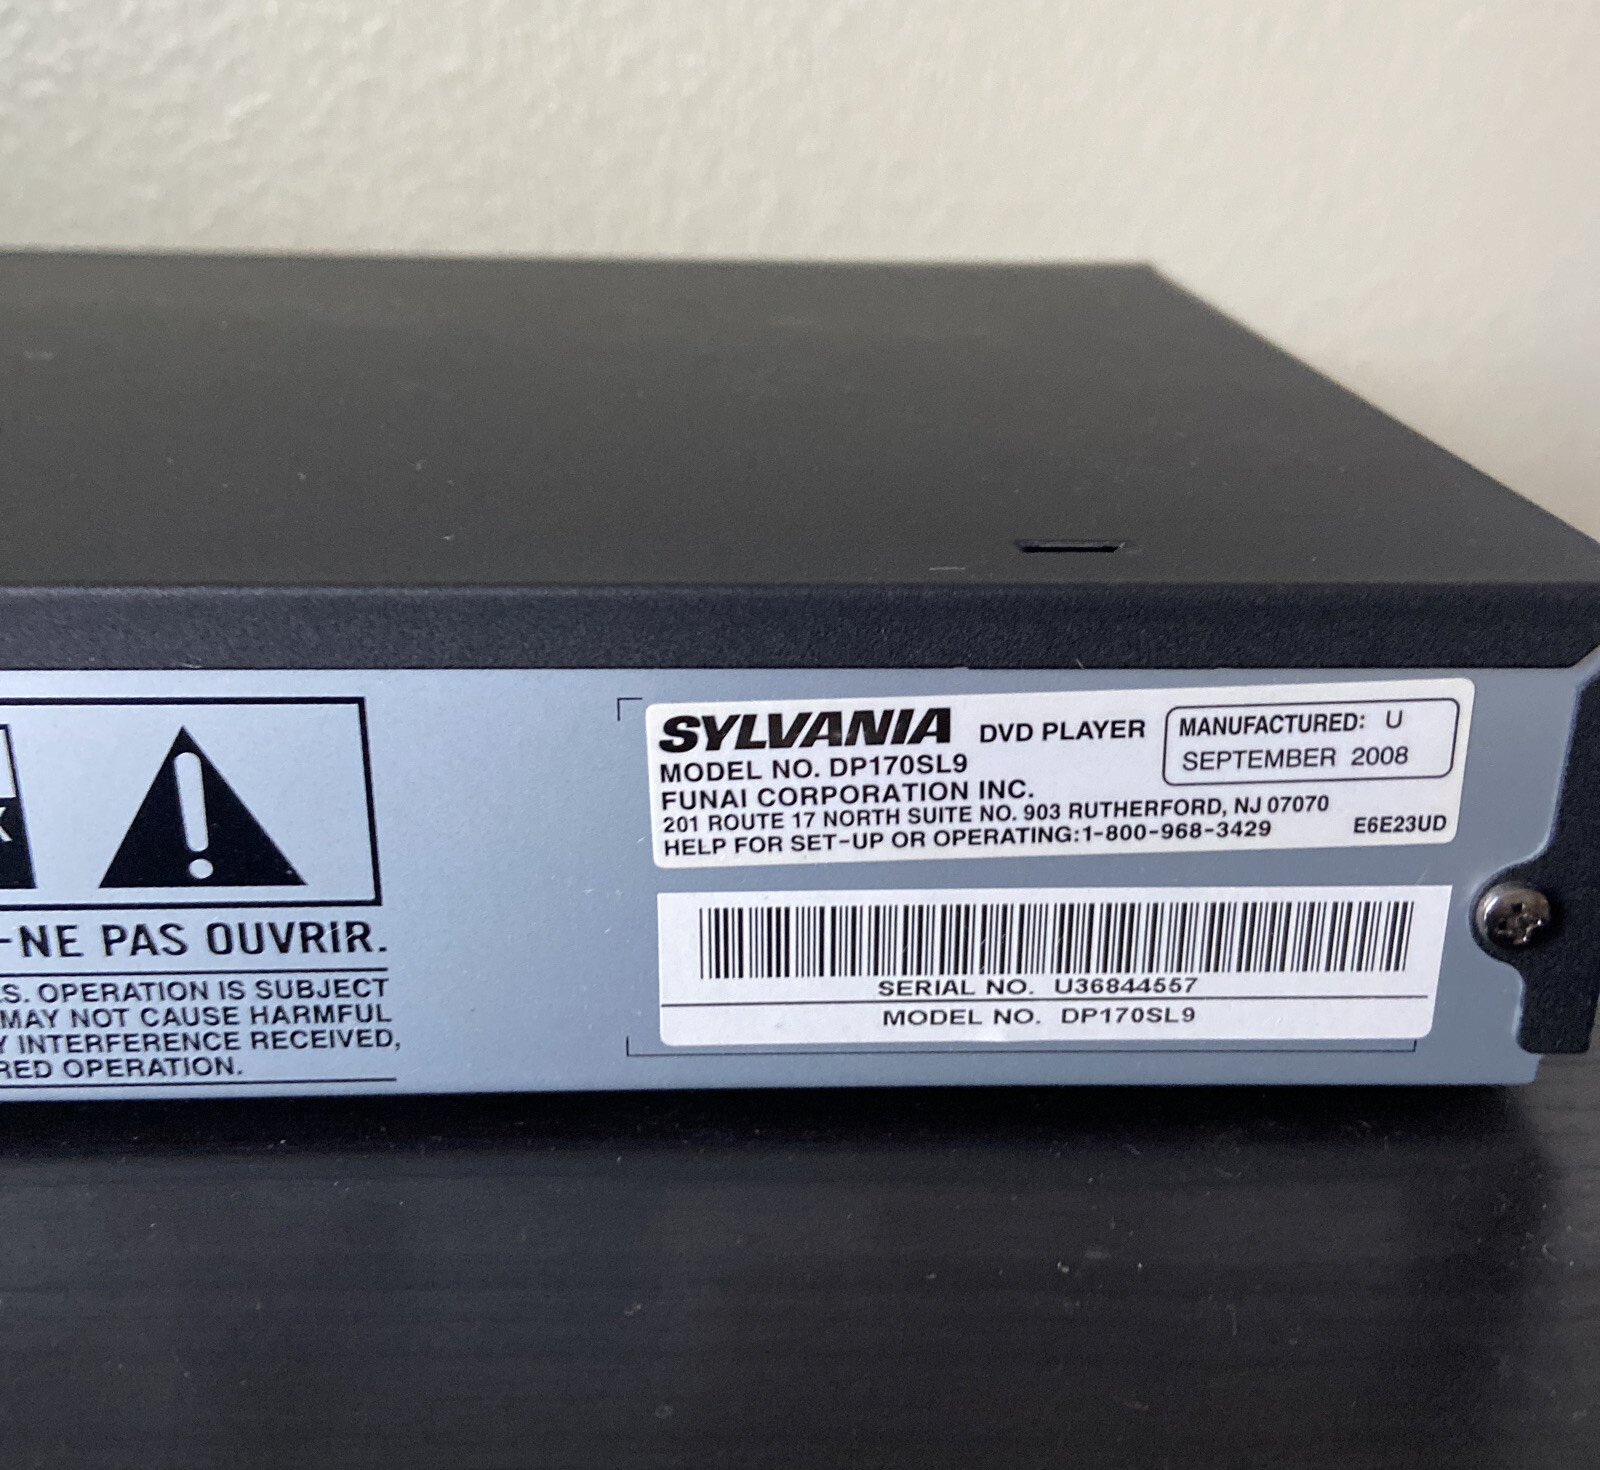 -NE PAS OUVRIR.
S. OPERATION IS SUBJECT
MAY NOT CAUSE HARMFUL
INTERFERENCE RECEIVED,
RED OPERATION.
SYLVANIA DVD PLAYER
MANUFACTURED: U
SEPTEMBER 2008
MODEL NO. DP170SL9
FUNAI CORPORATION INC.
201 ROUTE 17 NORTH SUITE NO. 903 RUTHERFORD, NJ 07070
HELP FOR SET-UP OR OPERATING:1-800-968-3429
E6E23UD
SERIAL NO. U36844557
MODEL NO. DP170SL9